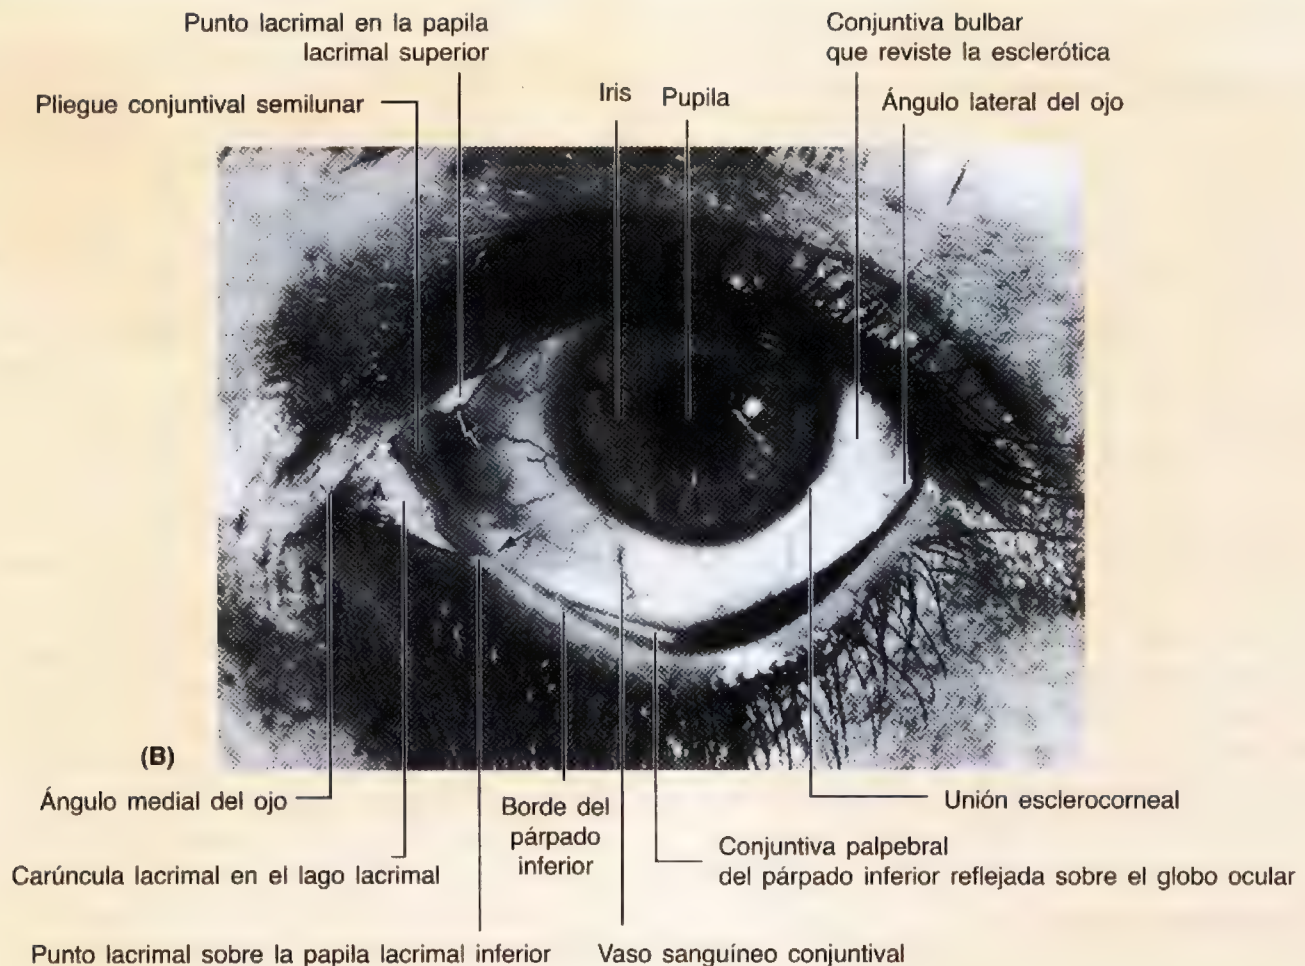 Punto lacrimal en la papila
lacrimal superior
Conjuntiva bulbar
que reviste la esclerótica
Pliegue conjuntival semilunar
Iris
Pupila
Ángulo lateral del ojo
(B)
Ángulo medial del ojo
Borde del
párpado
inferior
Unión esclerocorneal
Carúncula lacrimal en el lago lacrimal
Conjuntiva palpebral
del párpado inferior reflejada sobre el globo ocular
Punto lacrimal sobre la papila lacrimal inferior
Vaso sanguíneo conjuntival